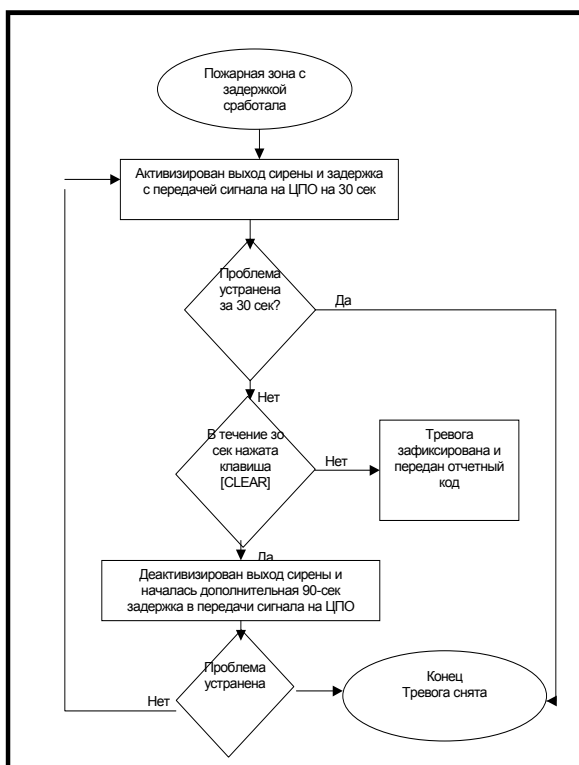 Пожарная зона с
задержкой
сработала
Активизирован выход сирены и задержка
с передачей сигнала на ЦПО на 30 сек
Проблема
устранена
за 30 сек?
Да
Нет
В течение зо
сек нажата
клавиша
[CLEAR]
Нет
Тревога
зафиксирована и
передан отчетный
код
Да
Деактивизирован выход сирены и
началась дополнительная 90-сек
задержка в передачи сигнала на ЦПО
Проблема
устранена
Нет
Конец
Тревога снята